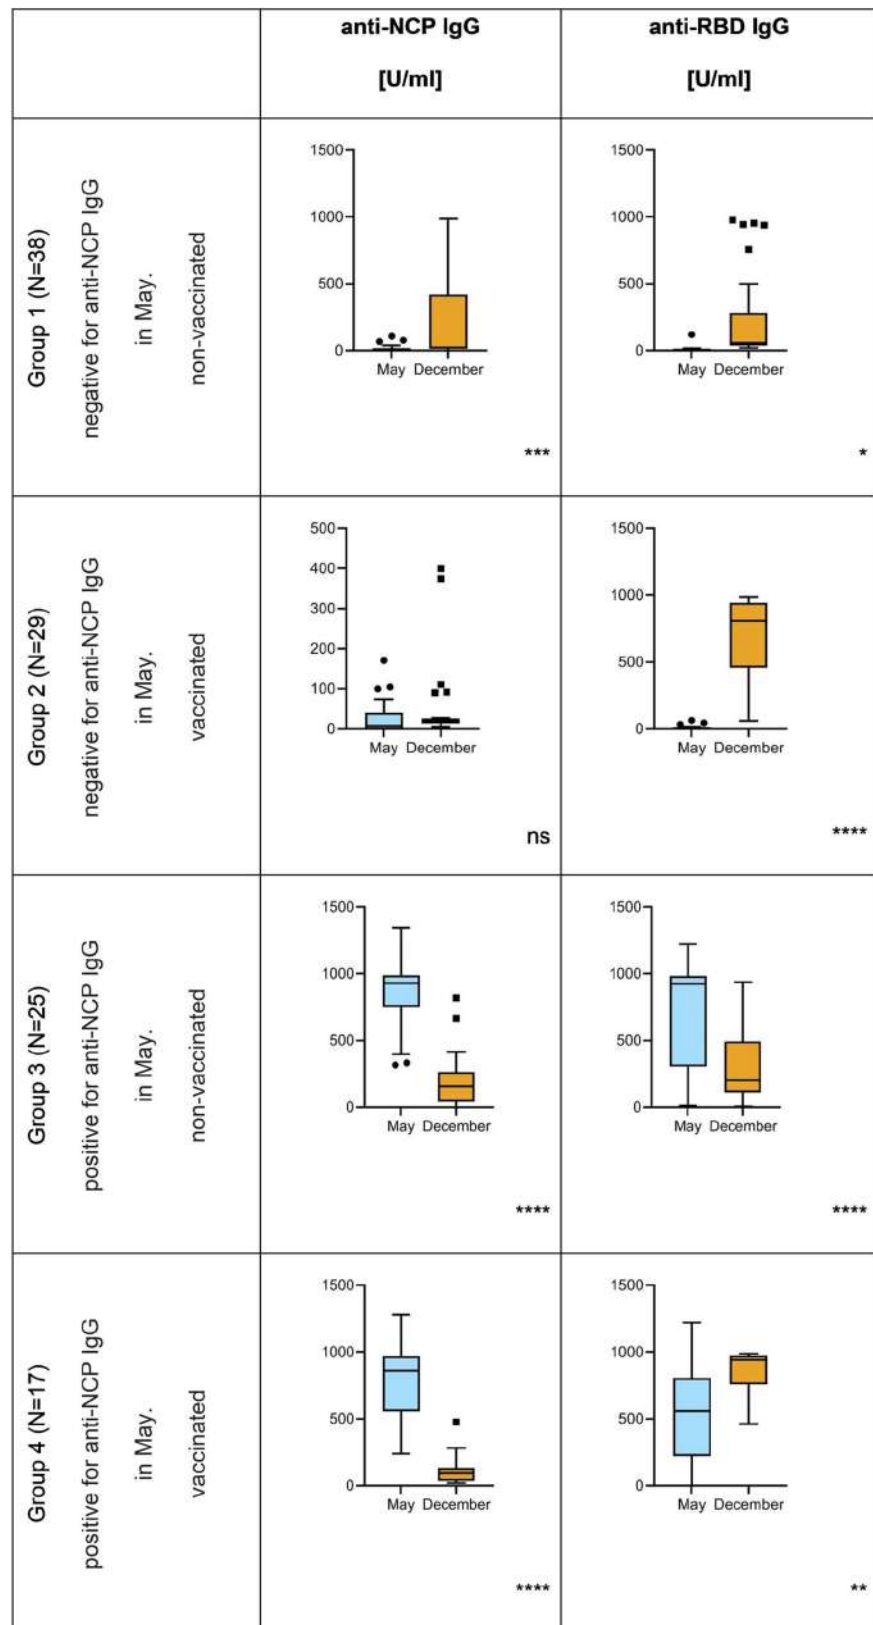 anti-NCP IgG
[U/ml]
anti-RBD IgG
[U/ml]
Group 1 (N=38)
negative for anti-NCP IgG
in May.
non-vaccinated
1500
1000
500
0
May December
***
1500
1000
500
0
May December
*
Group 2 (N=29)
negative for anti-NCP IgG
in May.
vaccinated
500
400
300
200
100
0
May December
ns
1500
1000
500
0
May December
****
Group 3 (N=25)
positive for anti-NCP IgG
in May.
non-vaccinated
1500
1000
500
0
May December
****
1500
1000
500
0
May December
****
Group 4 (N=17)
positive for anti-NCP IgG
in May.
vaccinated
1500
1000
500
0
May December
****
1500
1000
500
0
May December
**